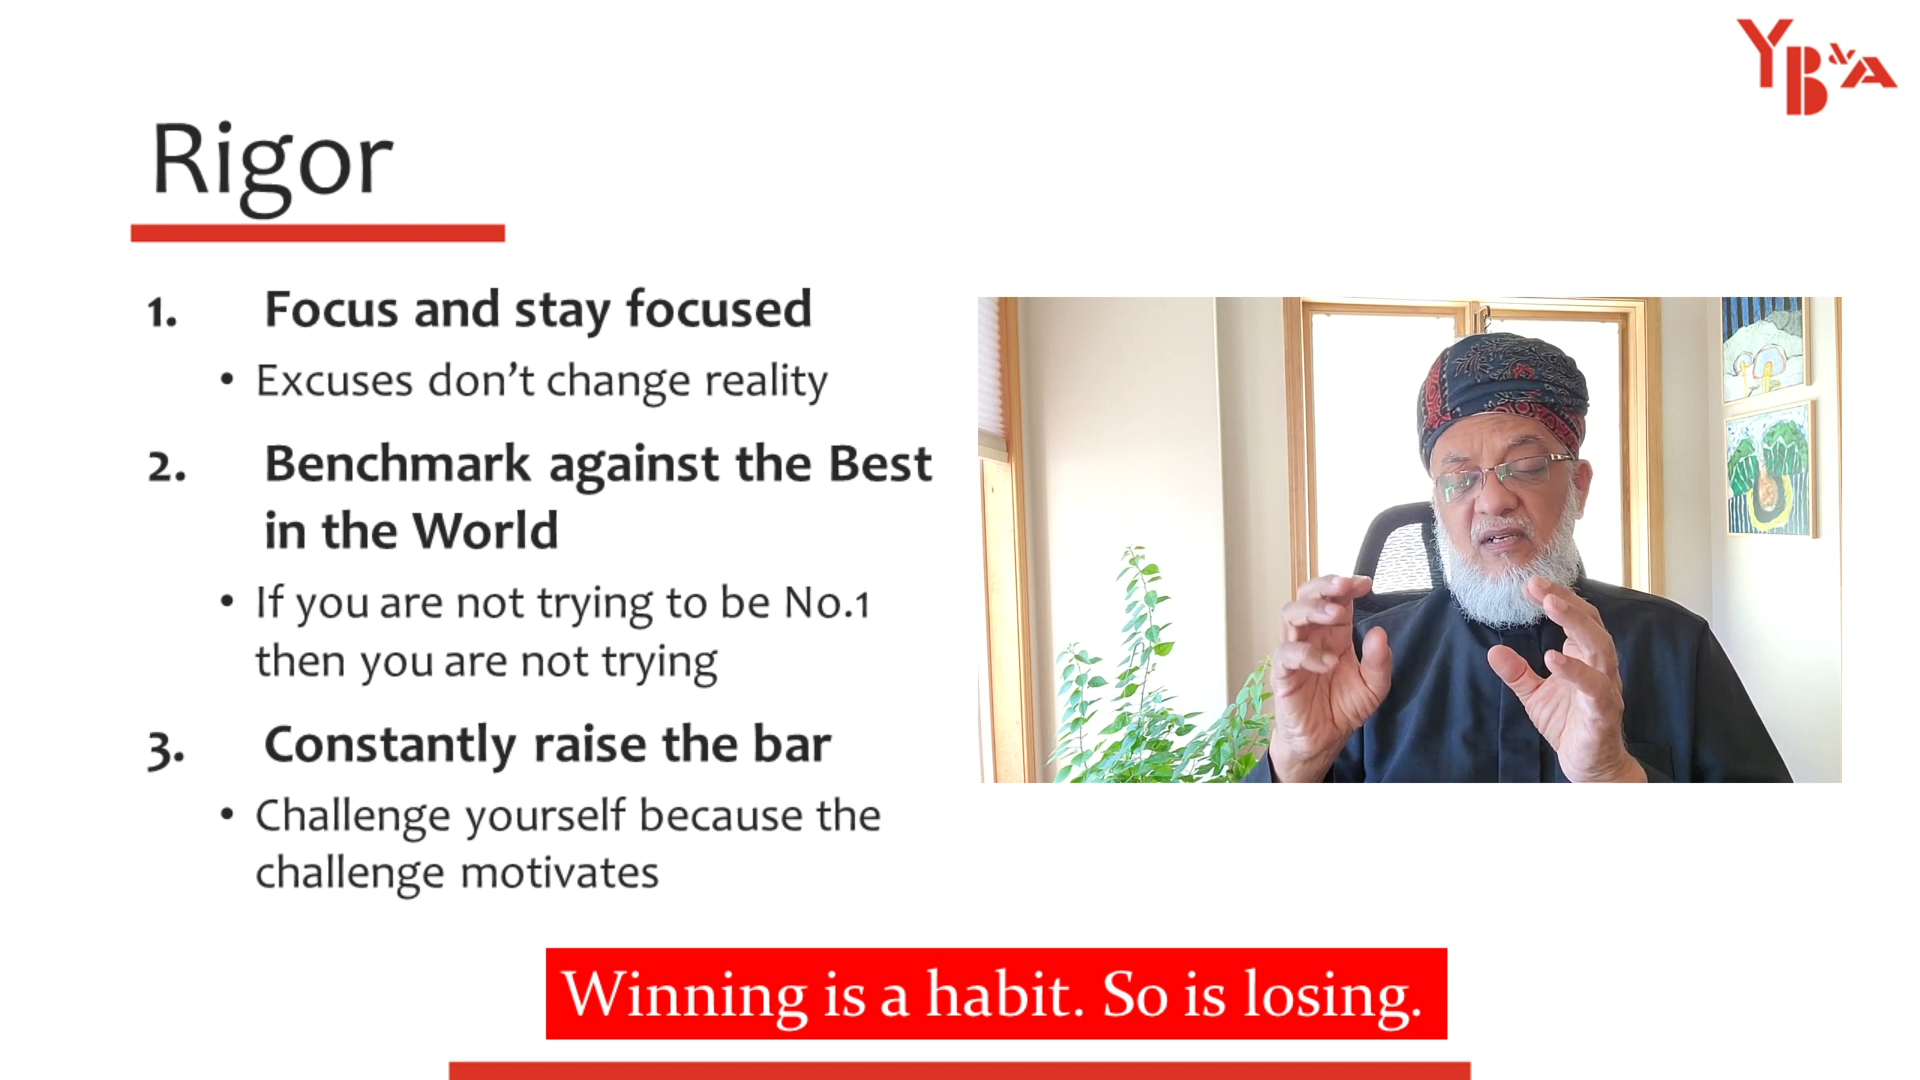 YB&A
Rigor
1. Focus and stay focused
• Excuses don’t change reality
2. Benchmark against the Best
in the World
• If you are not trying to be No.1
then you are not trying
3. Constantly raise the bar
• Challenge yourself because the
challenge motivates
Winning is a habit. So is losing.